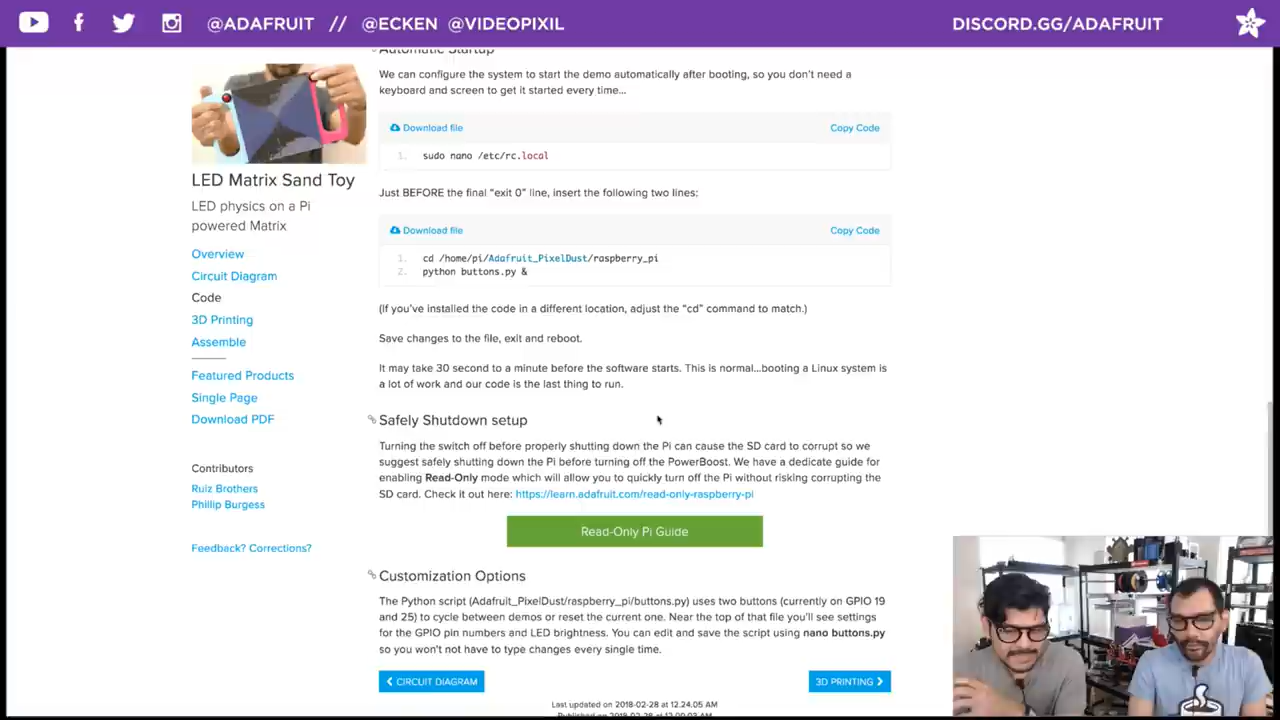 @ADAFRUIT // @ECKEN @VIDEOPIXIL
DISCORD.GG/ADAFRUIT
Automatic Startup
We can configure the system to start the demo automatically after booting, so you don't need a
keyboard and screen to get it started every time...
Download file
Copy Code
1. sudo nano /etc/rc.local
Just BEFORE the final "exit 0" line, insert the following two lines:
Download file
Copy Code
1. cd /home/pi/Adafruit_PixelDust/raspberry_pi
2. python buttons.py &
(If you've installed the code in a different location, adjust the "cd" command to match.)
Save changes to the file, exit and reboot.
It may take 30 second to a minute before the software starts. This is normal...booting a Linux system is
a lot of work and our code is the last thing to run.
Safely Shutdown setup
Turning the switch off before properly shutting down the Pi can cause the SD card to corrupt so we
suggest safely shutting down the Pi before turning off the PowerBoost. We have a dedicate guide for
enabling Read-Only mode which will allow you to quickly turn off the Pi without risking corrupting the
SD card. Check it out here: https://learn.adafruit.com/read-only-raspberry-pi
Read-Only Pi Guide
Customization Options
The Python script (Adafruit_PixelDust/raspberry_pi/buttons.py) uses two buttons (currently on GPIO 19
and 25) to cycle between demos or reset the current one. Near the top of that file you'll see settings
for the GPIO pin numbers and LED brightness. You can edit and save the script using nano buttons.py
so you won't not have to type changes every single time.
CIRCUIT DIAGRAM
3D PRINTING
Last updated on 2018-02-28 at 12.24.05 AM
LED Matrix Sand Toy
LED physics on a Pi
powered Matrix
Overview
Circuit Diagram
Code
3D Printing
Assemble
Featured Products
Single Page
Download PDF
Contributors
Ruiz Brothers
Phillip Burgess
Feedback? Corrections?